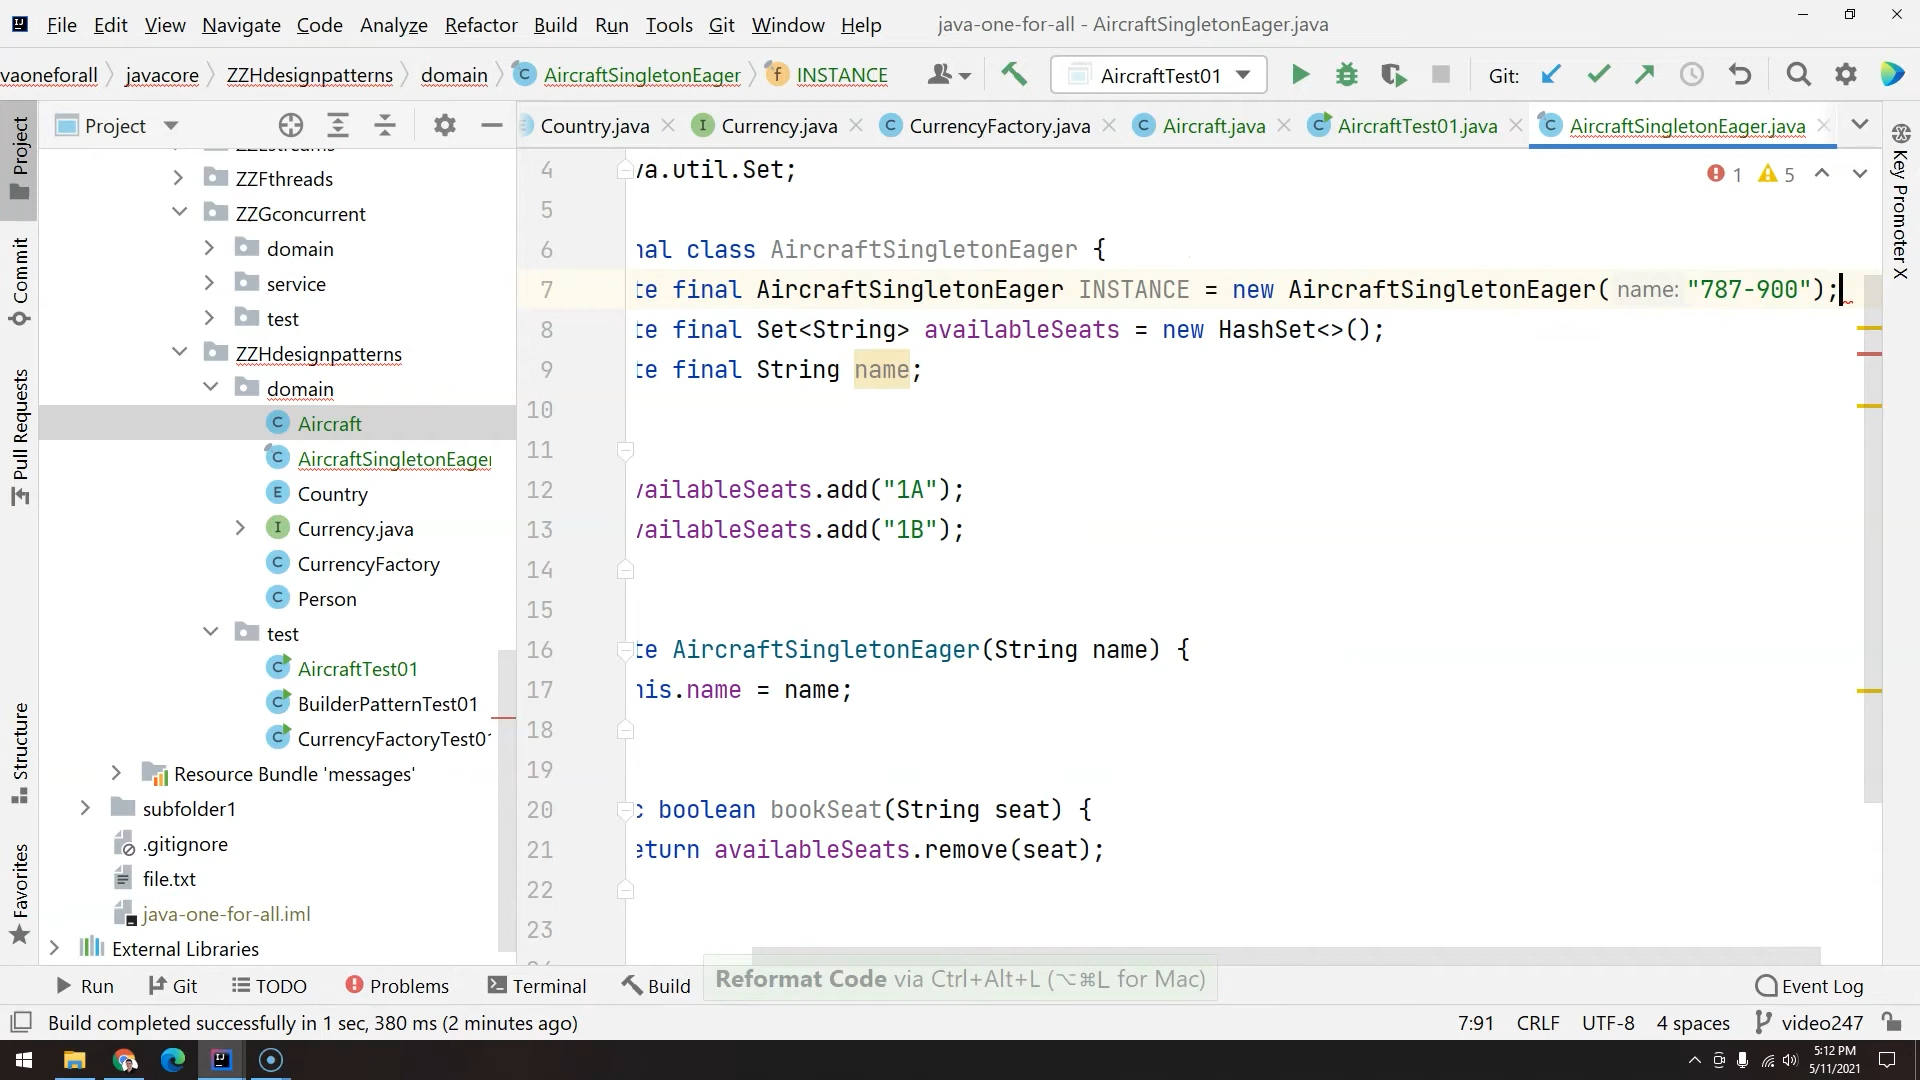 File Edit View Navigate Code Analyze Refactor Build Run Tools Git Window Help java-one-for-all - AircraftSingletonEager.java
vaoneforall javacore ZZHdesignpatterns domain AircraftSingletonEager INSTANCE AircraftTest01 Git:
Project Country.java Currency.java CurrencyFactory.java Aircraft.java AircraftTest01.java AircraftSingletonEager.java
ZZFthreads
ZZGconcurrent
domain
service
test
ZZHdesignpatterns
domain
Aircraft
AircraftSingletonEager
Country
Currency.java
CurrencyFactory
Person
test
AircraftTest01
BuilderPatternTest01
CurrencyFactoryTest01
Resource Bundle 'messages'
subfolder1
.gitignore
file.txt
java-one-for-all.iml
External Libraries
4 va.util.Set;
5
6 nal class AircraftSingletonEager {
7 te final AircraftSingletonEager INSTANCE = new AircraftSingletonEager( name: "787-900");
8 te final Set<String> availableSeats = new HashSet<>();
9 te final String name;
10
11
12 vailableSeats.add("1A");
13 vailableSeats.add("1B");
14
15
16 te AircraftSingletonEager(String name) {
17 his.name = name;
18
19
20 c boolean bookSeat(String seat) {
21 eturn availableSeats.remove(seat);
22
23
1 5
Project
Commit
Pull Requests
Structure
Favorites
Key Promoter X
Reformat Code via Ctrl+Alt+L (⌥⌘L for Mac)
Run Git TODO Problems Terminal Build Event Log
Build completed successfully in 1 sec, 380 ms (2 minutes ago) 7:91 CRLF UTF-8 4 spaces video247
5:12 PM
5/11/2021